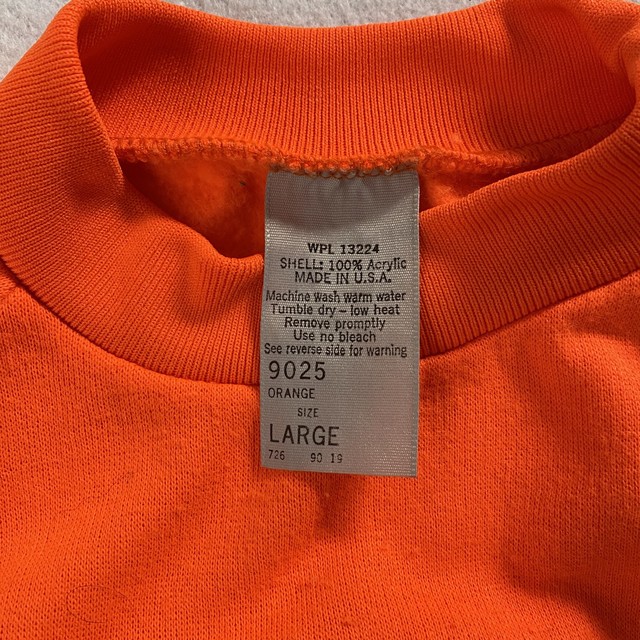 WPL 13224
SHELL: 100% Acrylic
MADE IN U.S.A.
Machine wash warm water
Tumble dry – low heat
Remove promptly
Use no bleach
See reverse side for warning
9025
ORANGE
SIZE
LARGE
726 90 19